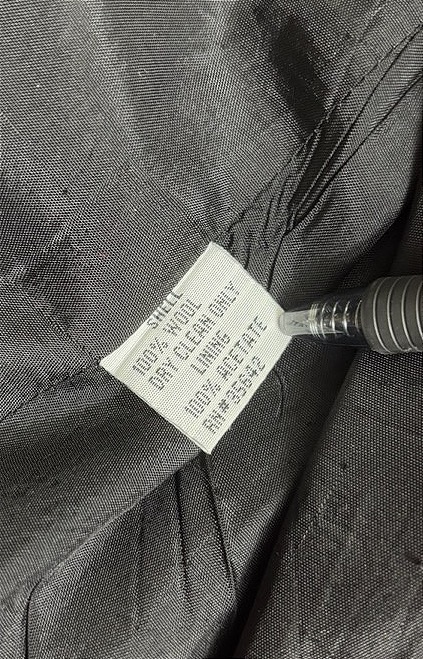 SHELL
100% WOOL
DRY CLEAN ONLY
LINING
100% ACETATE
RN#35642